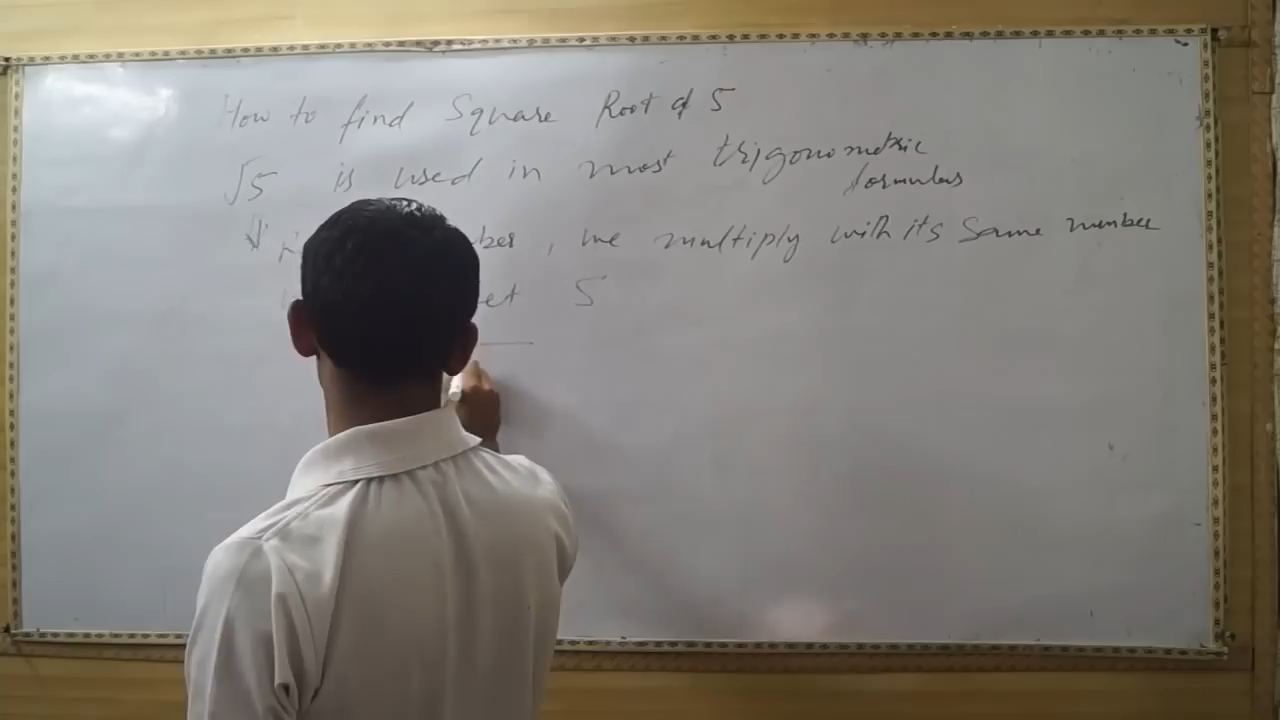 How to find Square Root of 5
√5 is used in most trigonometric
formulas
, we multiply with its same number
5